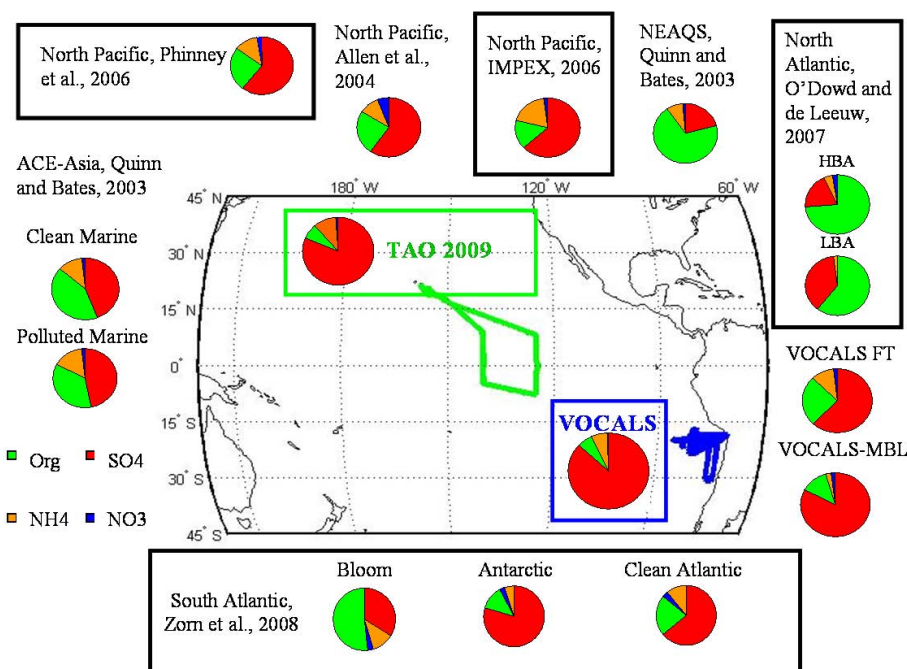 North Pacific, Phinney
et al., 2006
North Pacific,
Allen et al.,
2004
North Pacific,
IMPEX, 2006
NEAQS,
Quinn and
Bates, 2003
North
Atlantic,
O'Dowd and
de Leeuw,
2007
HBA
LBA
ACE-Asia, Quinn
and Bates, 2003
Clean Marine
Polluted Marine
180° W
120° W
60° W
45° N
30° N
15° N
0°
15° S
30° S
45° S
TAO 2009
VOCALS
VOCALS FT
VOCALS-MBL
Org
SO4
NH4
NO3
South Atlantic,
Zorn et al., 2008
Bloom
Antarctic
Clean Atlantic